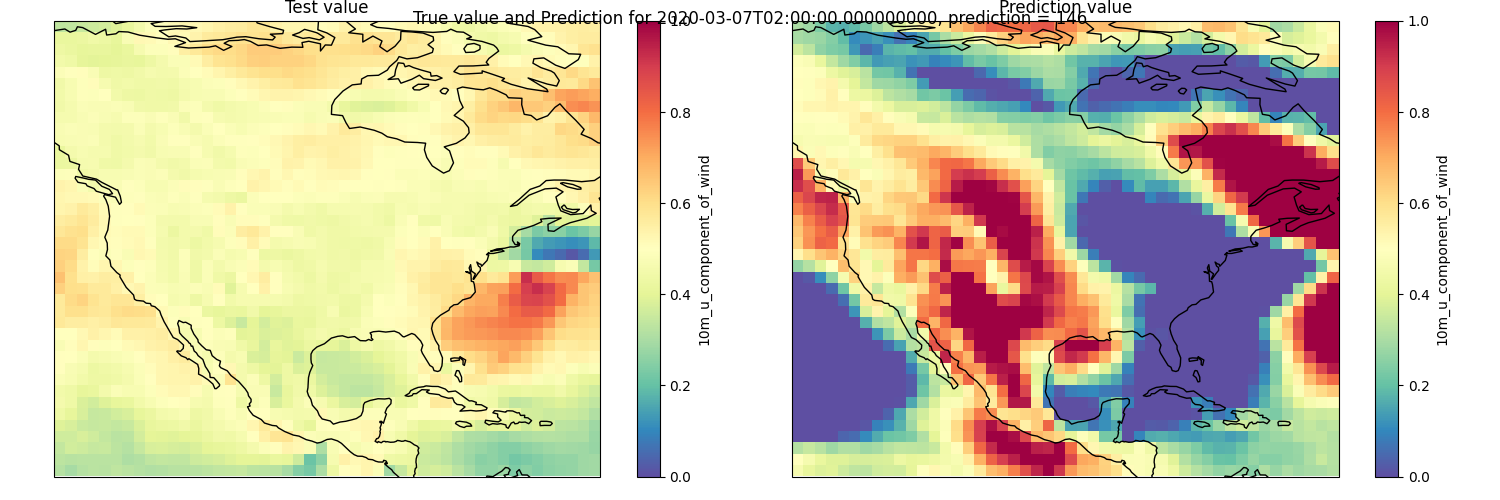 Test value
Prediction value
True value and Prediction for 2020-03-07T02:00:00.000000000, prediction = 146
1.0
0.8
0.6
0.4
0.2
0.0
10m_u_component_of_wind
1.0
0.8
0.6
0.4
0.2
0.0
10m_u_component_of_wind